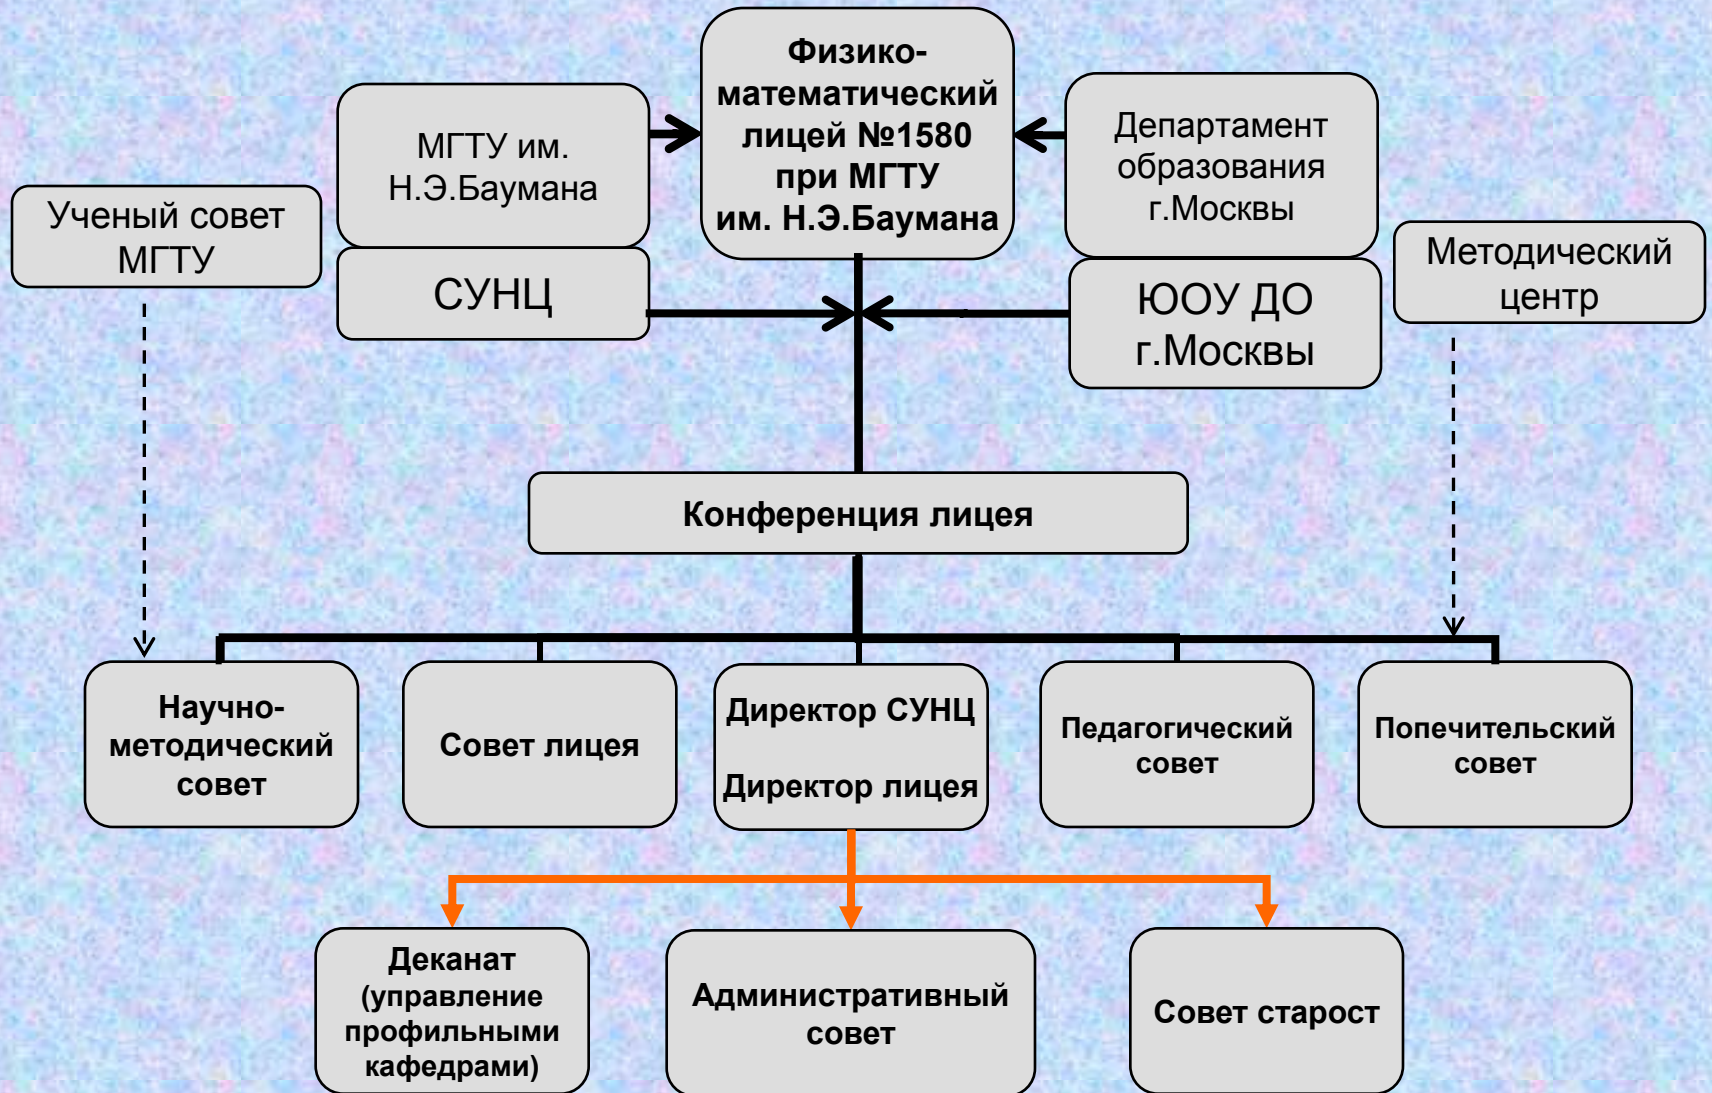 Физико-
математический
лицей №1580
при МГТУ
им. Н.Э.Баумана
МГТУ им.
Н.Э.Баумана
Департамент
образования
г.Москвы
Ученый совет
МГТУ
СУНЦ
ЮОУ ДО
г.Москвы
Методический
центр
Конференция лицея
Научно-
методический
совет
Совет лицея
Директор СУНЦ
Директор лицея
Педагогический
совет
Попечительский
совет
Деканат
(управление
профильными
кафедрами)
Административный
совет
Совет старост